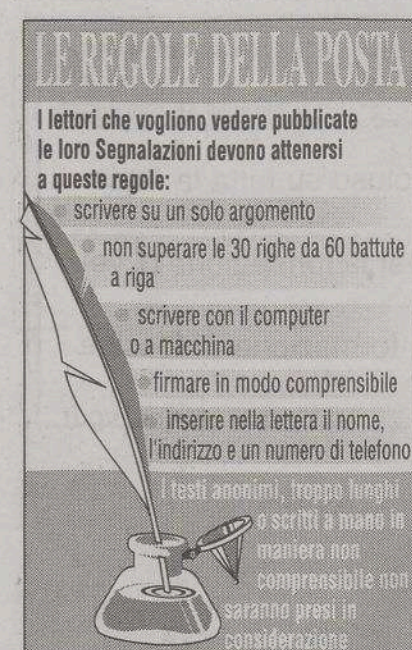 LE REGOLE DELLA POSTA
I lettori che vogliono vedere pubblicate
le loro Segnalazioni devono attenersi
a queste regole:
scrivere su un solo argomento
non superare le 30 righe da 60 battute
a riga
scrivere con il computer
o a macchina
firmare in modo comprensibile
inserire nella lettera il nome,
l'indirizzo e un numero di telefono
I testi anonimi, troppo lunghi
o scritti a mano in
maniera non
comprensibile non
saranno presi in
considerazione